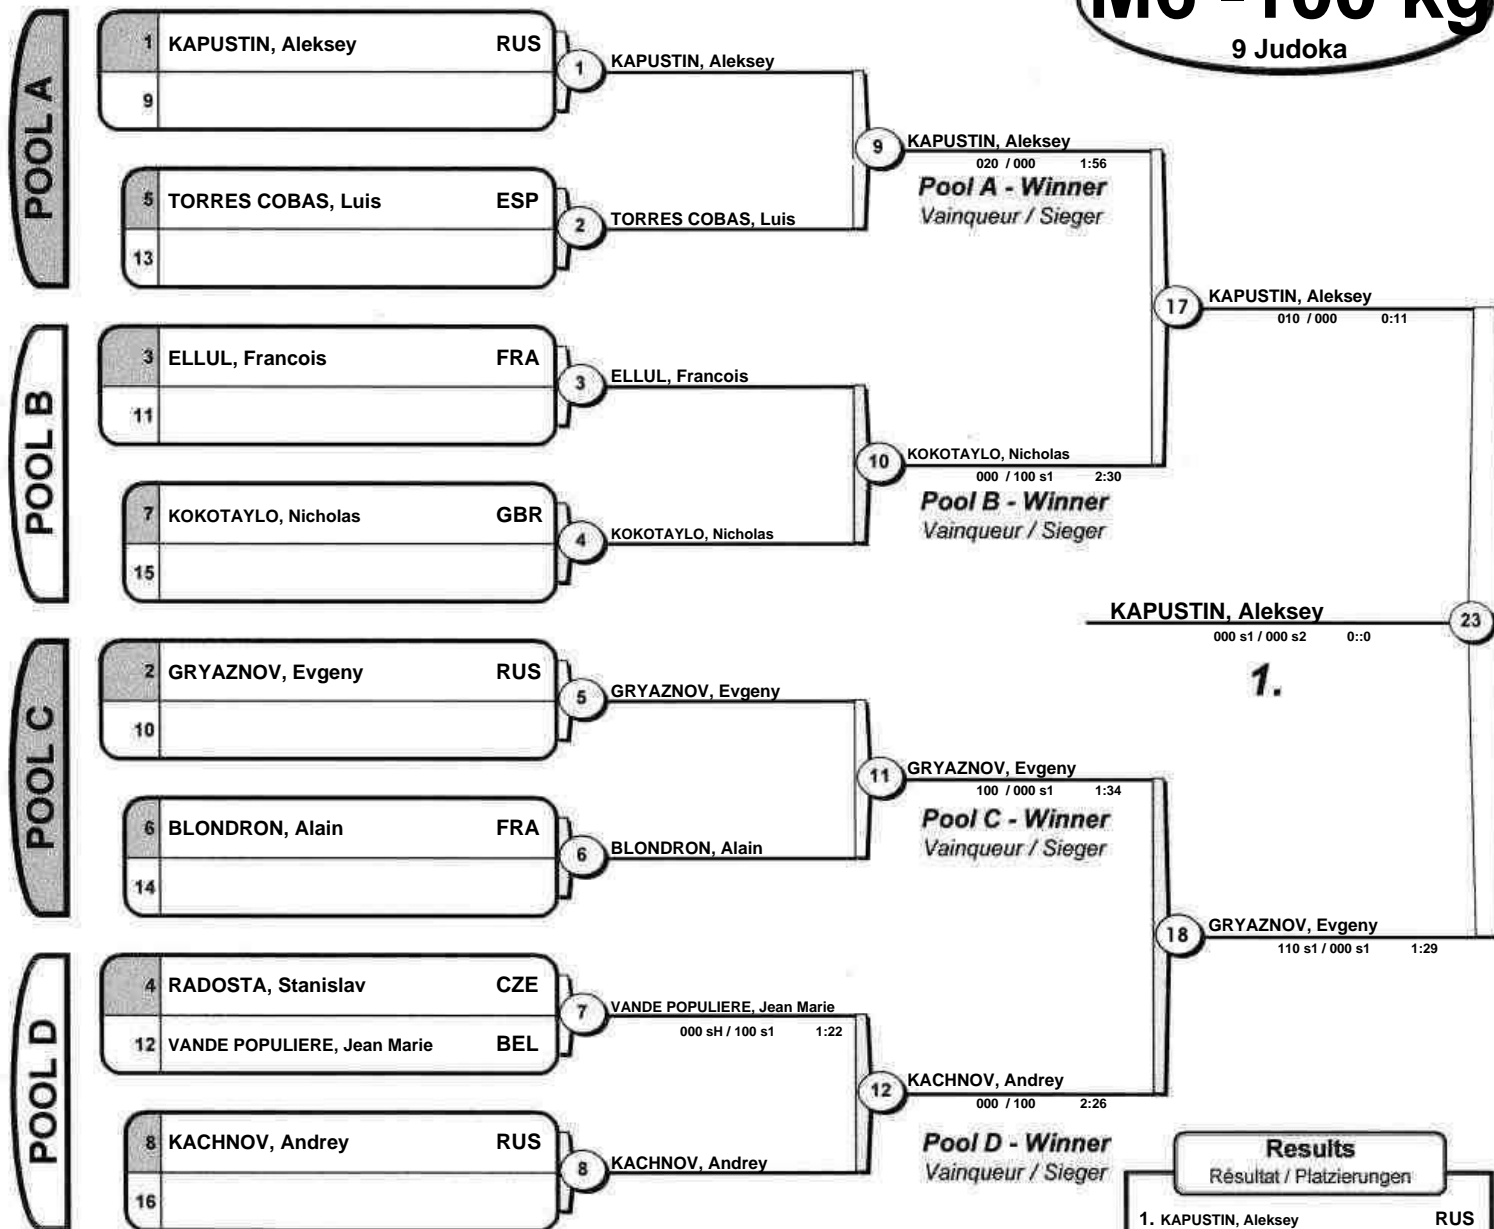 M6 -100 kg
9 Judoka
POOL A
1 KAPUSTIN, Aleksey RUS
9
5 TORRES COBAS, Luis ESP
13
1 KAPUSTIN, Aleksey
2 TORRES COBAS, Luis
9 KAPUSTIN, Aleksey
020 / 000 1:56
Pool A - Winner
Vainqueur / Sieger
POOL B
3 ELLUL, Francois FRA
11
7 KOKOTAYLO, Nicholas GBR
15
3 ELLUL, Francois
4 KOKOTAYLO, Nicholas
10 KOKOTAYLO, Nicholas
000 / 100 s1 2:30
Pool B - Winner
Vainqueur / Sieger
17 KAPUSTIN, Aleksey
010 / 000 0:11
KAPUSTIN, Aleksey 23
000 s1 / 000 s2 0::0
1.
POOL C
2 GRYAZNOV, Evgeny RUS
10
6 BLONDRON, Alain FRA
14
5 GRYAZNOV, Evgeny
6 BLONDRON, Alain
11 GRYAZNOV, Evgeny
100 / 000 s1 1:34
Pool C - Winner
Vainqueur / Sieger
18 GRYAZNOV, Evgeny
110 s1 / 000 s1 1:29
POOL D
4 RADOSTA, Stanislav CZE
12 VANDE POPULIERE, Jean Marie BEL
8 KACHNOV, Andrey RUS
16
7 VANDE POPULIERE, Jean Marie
000 sH / 100 s1 1:22
8 KACHNOV, Andrey
12 KACHNOV, Andrey
000 / 100 2:26
Pool D - Winner
Vainqueur / Sieger
Results
Résultat / Platzierungen
1. KAPUSTIN, Aleksey RUS